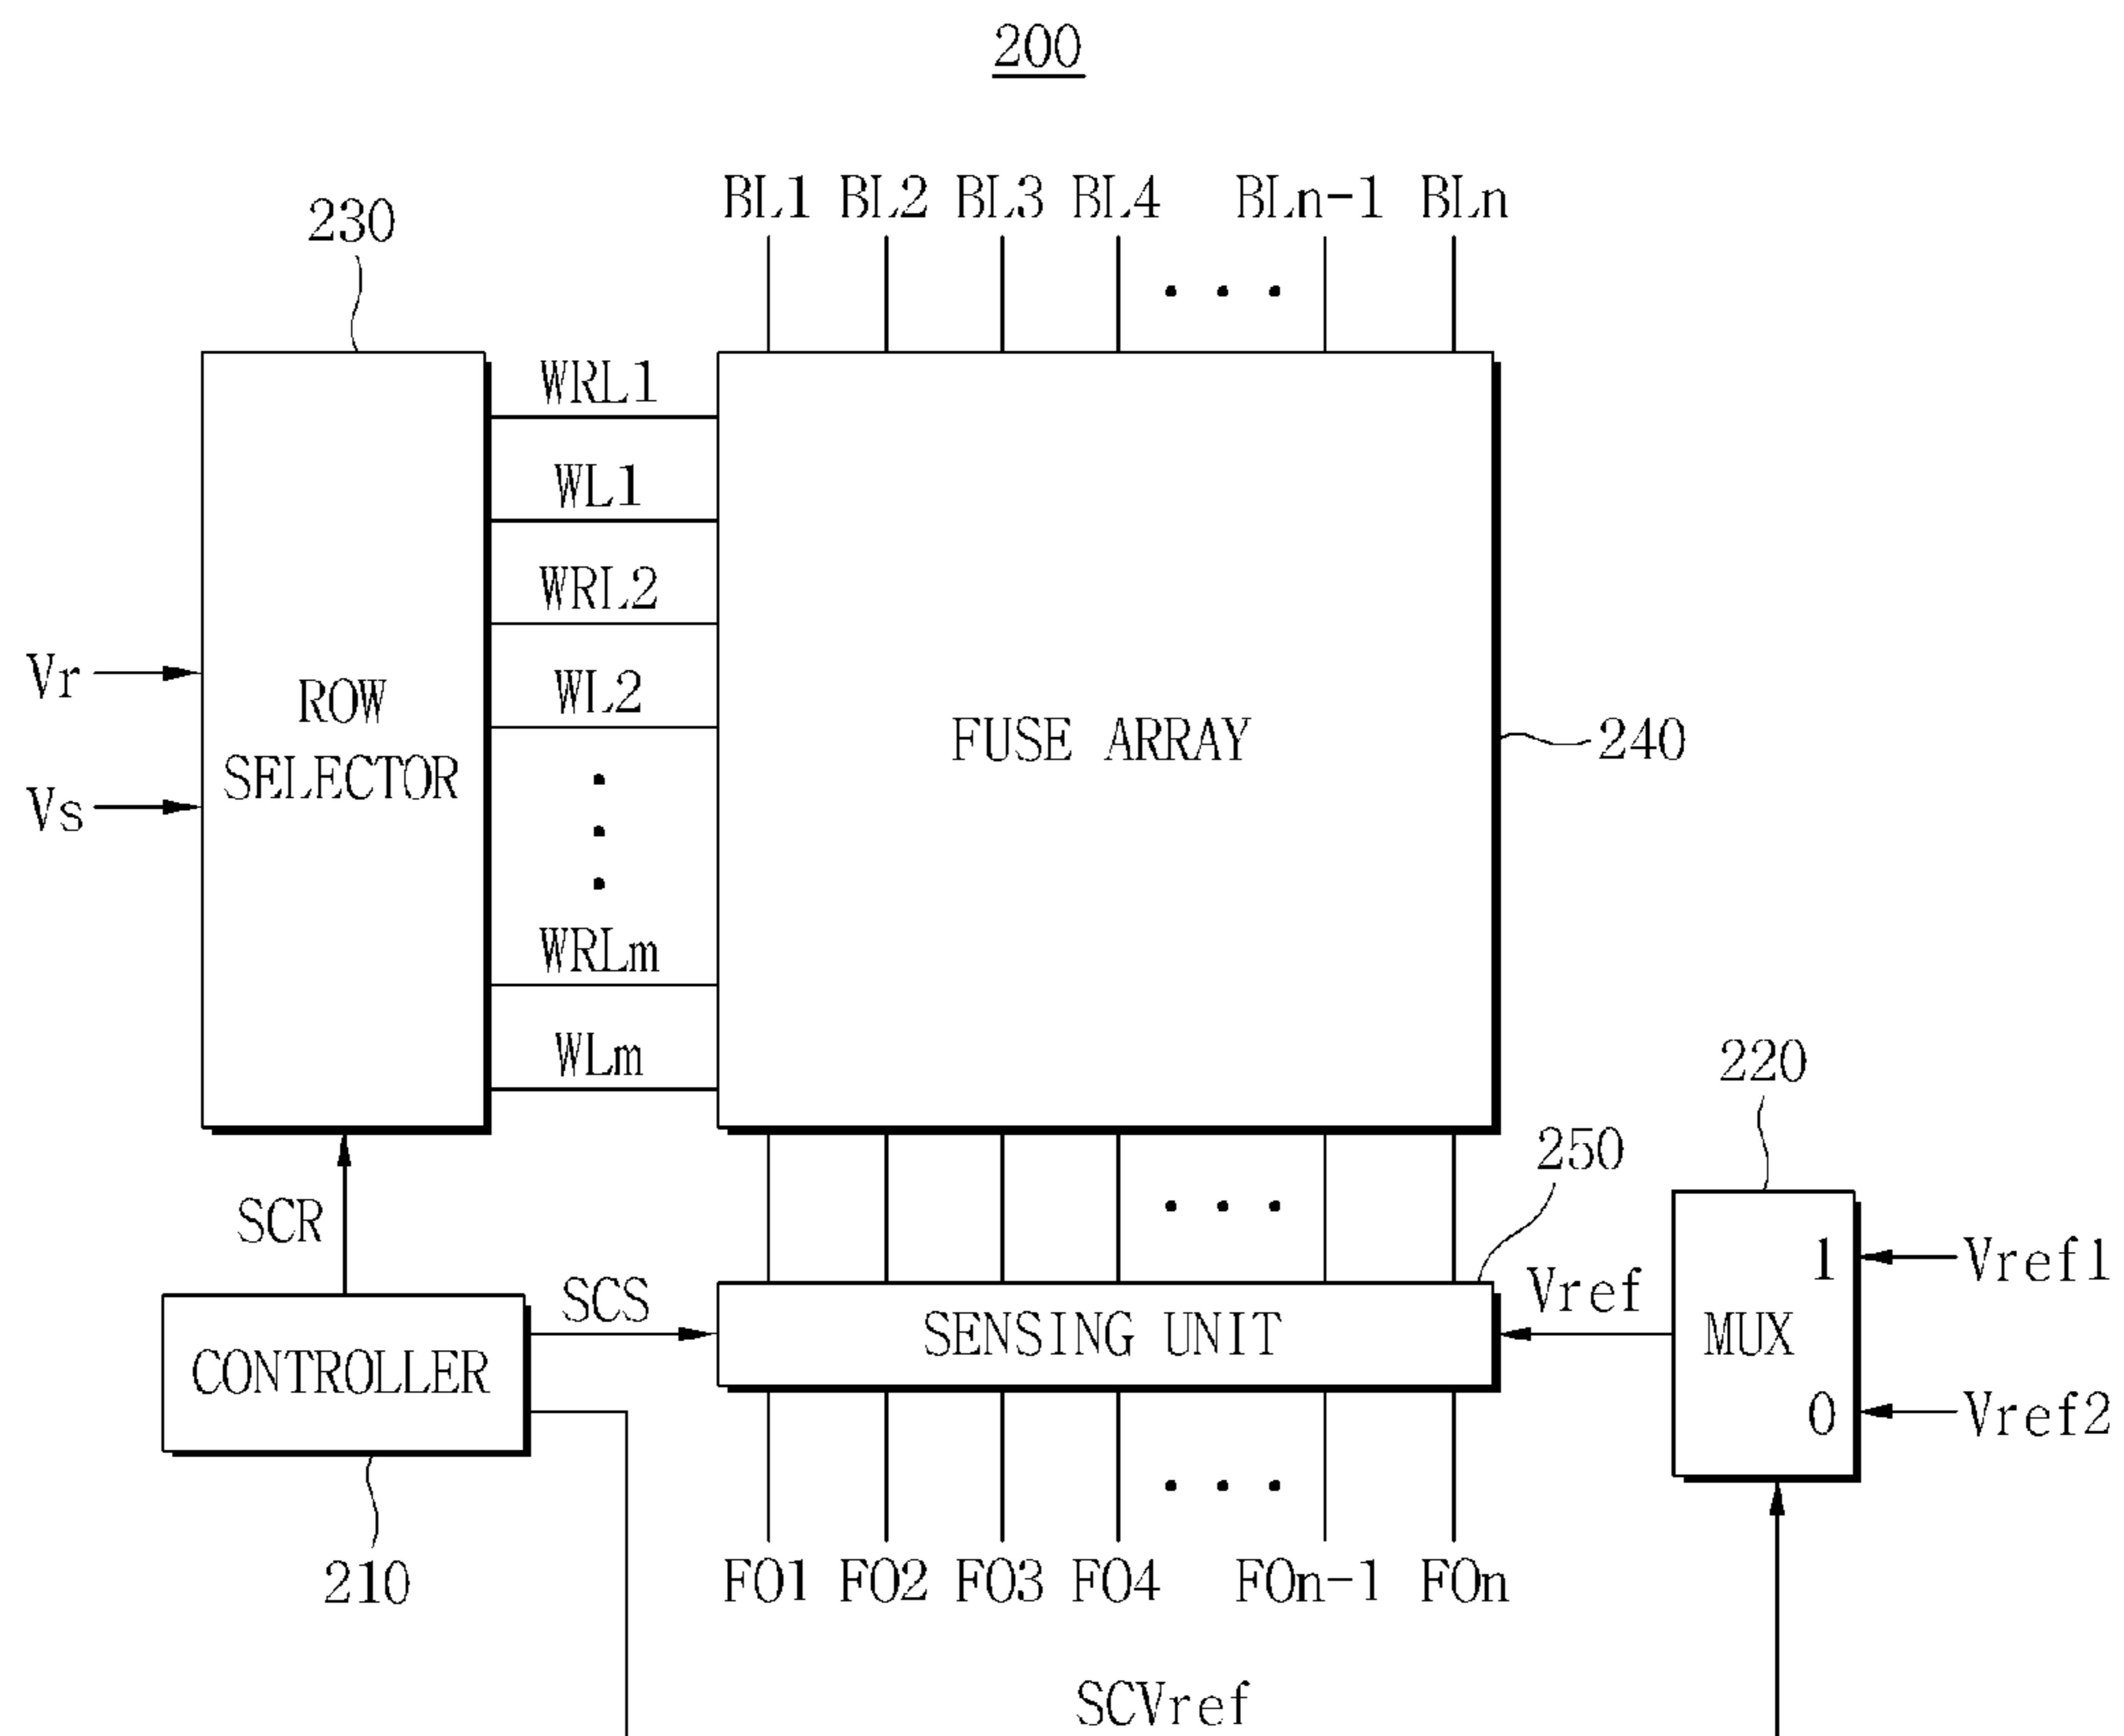 200
BL1 BL2 BL3 BL4 BLn-1 BLn
230
WRL1
WL1
WRL2
WL2
WRLm
WLm
Vr
Vs
ROW
SELECTOR
FUSE ARRAY
240
220
250
SCR
SCS
SENSING UNIT
Vref
1
MUX
0
Vref1
Vref2
CONTROLLER
210
FO1 FO2 FO3 FO4 FOn-1 FOn
SCVref